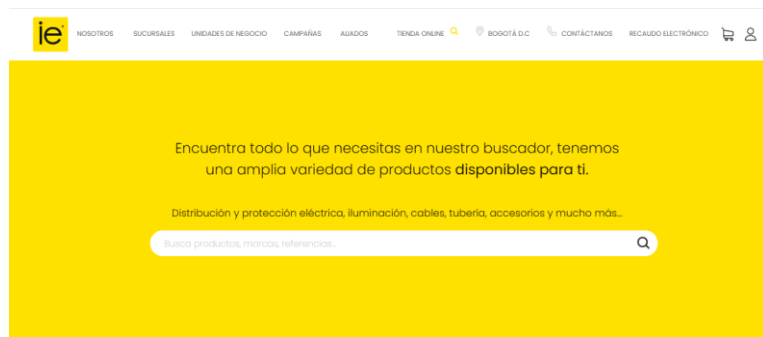 ie
NOSOTROS SUCURSALES UNIDADES DE NEGOCIO CAMPAÑAS ALIADOS TIENDA ONLINE BOGOTÁ D.C CONTÁCTANOS RECAUDO ELECTRÓNICO
Encuentra todo lo que necesitas en nuestro buscador, tenemos
una amplia variedad de productos disponibles para ti.
Distribución y protección eléctrica, iluminación, cables, tubería, accesorios y mucho más...
Busca productos, marcas, referencias...